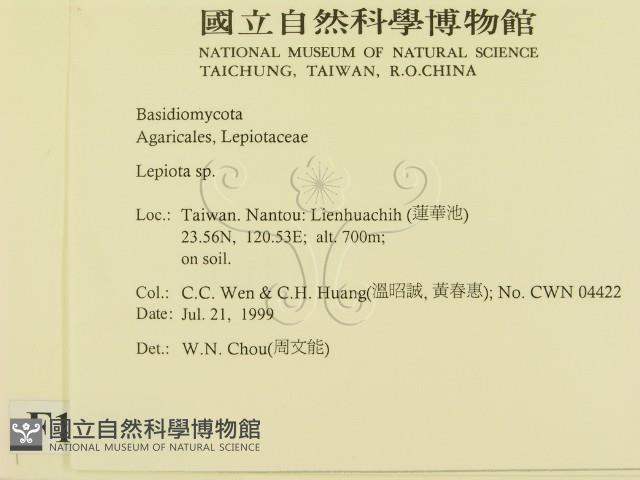 國立自然科學博物館
NATIONAL MUSEUM OF NATURAL SCIENCE
TAICHUNG, TAIWAN, R.O.CHINA
Basidiomycota
Agaricales, Lepiotaceae
Lepiota sp.
Loc.: Taiwan. Nantou: Lienhuachih (蓮華池)
23.56N, 120.53E; alt. 700m;
on soil.
Col.: C.C. Wen & C.H. Huang(溫昭誠, 黃春惠); No. CWN 04422
Date: Jul. 21, 1999
Det.: W.N. Chou(周文能)
國立自然科學博物館
NATIONAL MUSEUM OF NATURAL SCIENCE